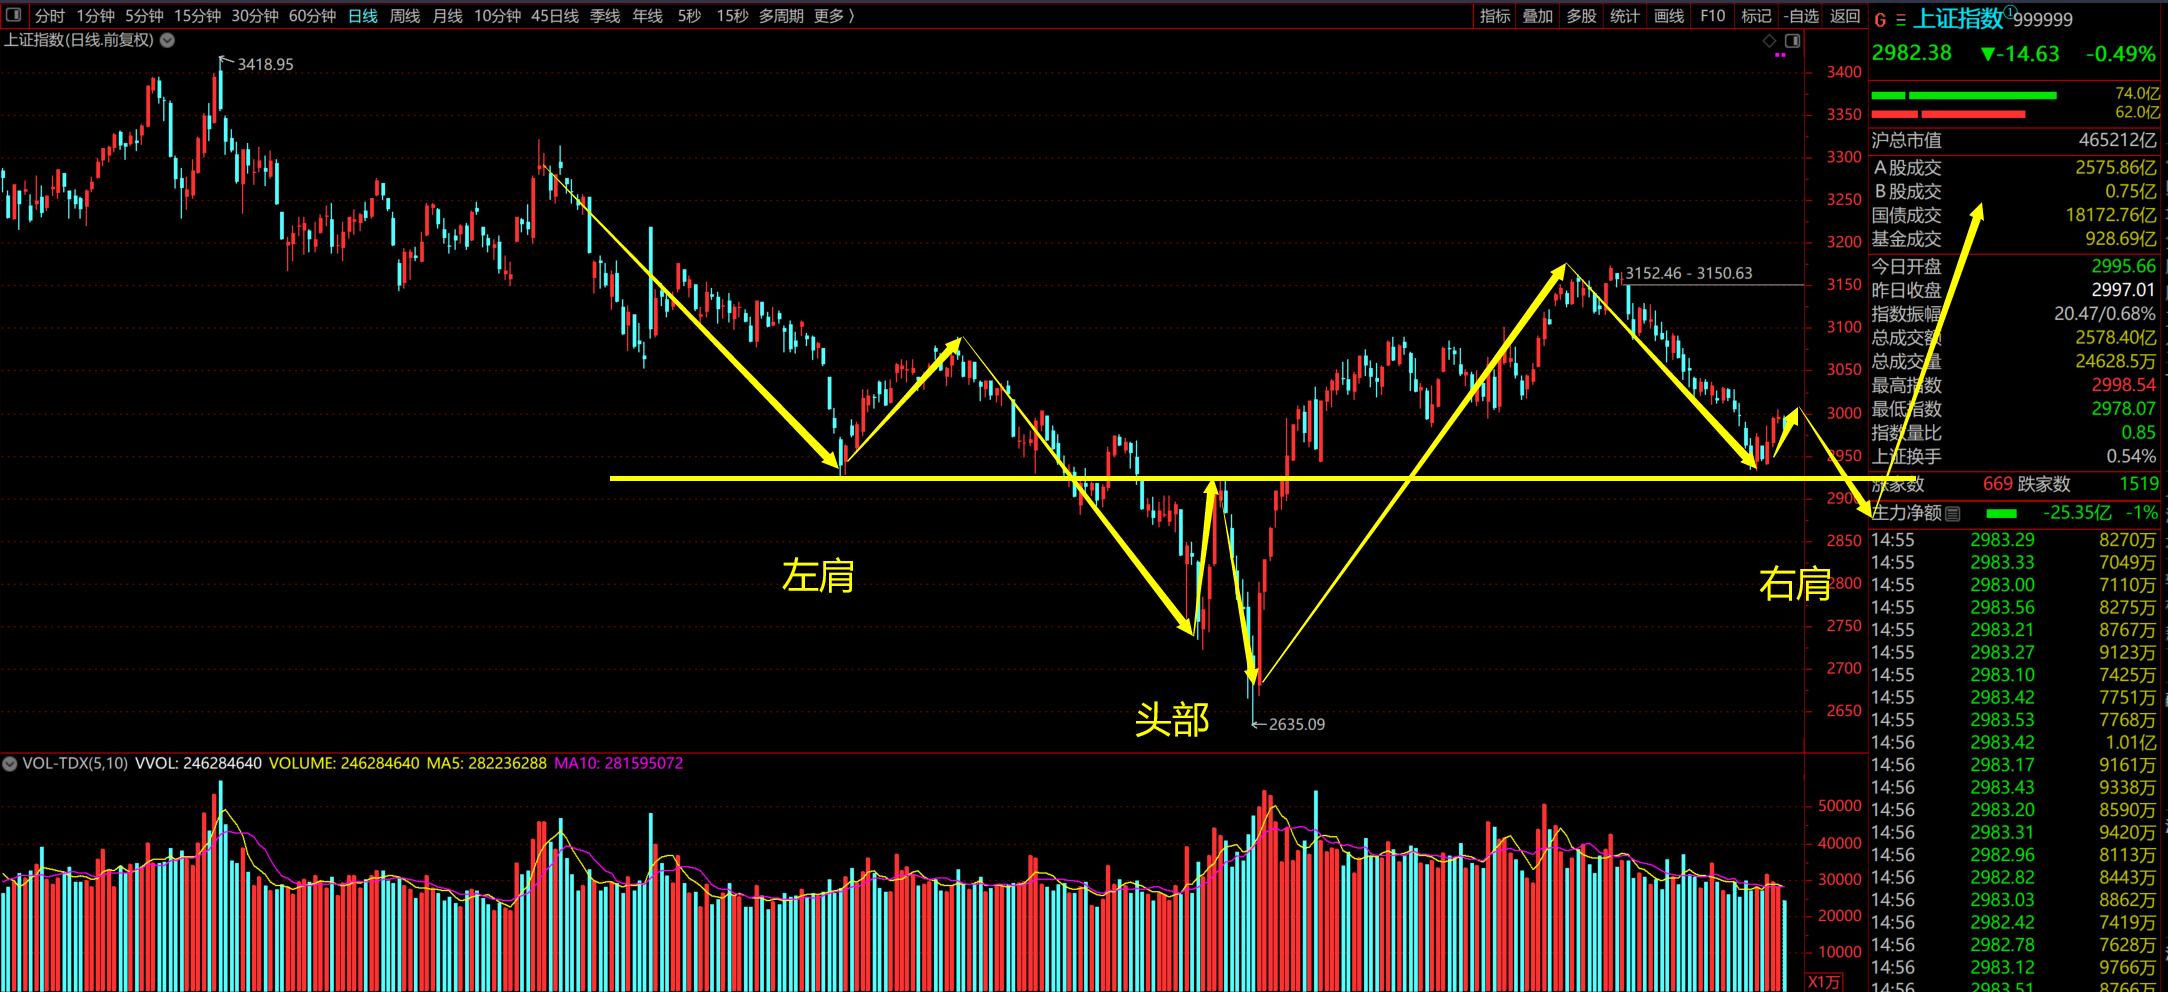 分时 1分钟 5分钟 15分钟 30分钟 60分钟 日线 周线 月线 10分钟 45日线 季线 年线 5秒 15秒 多周期 更多 〉 指标 叠加 多股 统计 画线 F10 标记 -自选 返回
上证指数(日线.前复权)
3418.95
3152.46 - 3150.63
2635.09
左肩
头部
右肩
3400
3350
3300
3250
3200
3150
3100
3050
3000
2950
2900
2850
2800
2750
2700
2650
VOL-TDX(5,10) VVOL: 246284640 VOLUME: 246284640 MA5: 282236288 MA10: 281595072
50000
40000
30000
20000
10000
X1万
G 上证指数① 999999
2982.38 ▼-14.63 -0.49%
74.0亿
62.0亿
沪总市值 465212亿
A股成交 2575.86亿
B股成交 0.75亿
国债成交 18172.76亿
基金成交 928.69亿
今日开盘 2995.66
昨日收盘 2997.01
指数振幅 20.47/0.68%
总成交额 2578.40亿
总成交量 24628.5万
最高指数 2998.54
最低指数 2978.07
指数量比 0.85
上证换手 0.54%
涨家数 669 跌家数 1519
主力净额 -25.35亿 -1%
14:55 2983.29 8270万
14:55 2983.33 7049万
14:55 2983.00 7110万
14:55 2983.56 8275万
14:55 2983.21 8767万
14:55 2983.27 9123万
14:55 2983.10 7425万
14:55 2983.42 7751万
14:55 2983.53 7768万
14:56 2983.42 1.01亿
14:56 2983.17 9161万
14:56 2983.43 9338万
14:56 2983.20 8590万
14:56 2983.31 9420万
14:56 2982.96 8113万
14:56 2982.82 8443万
14:56 2983.03 8862万
14:56 2982.42 7419万
14:56 2982.78 7628万
14:56 2983.12 9766万
14:56 2983.51 8766万